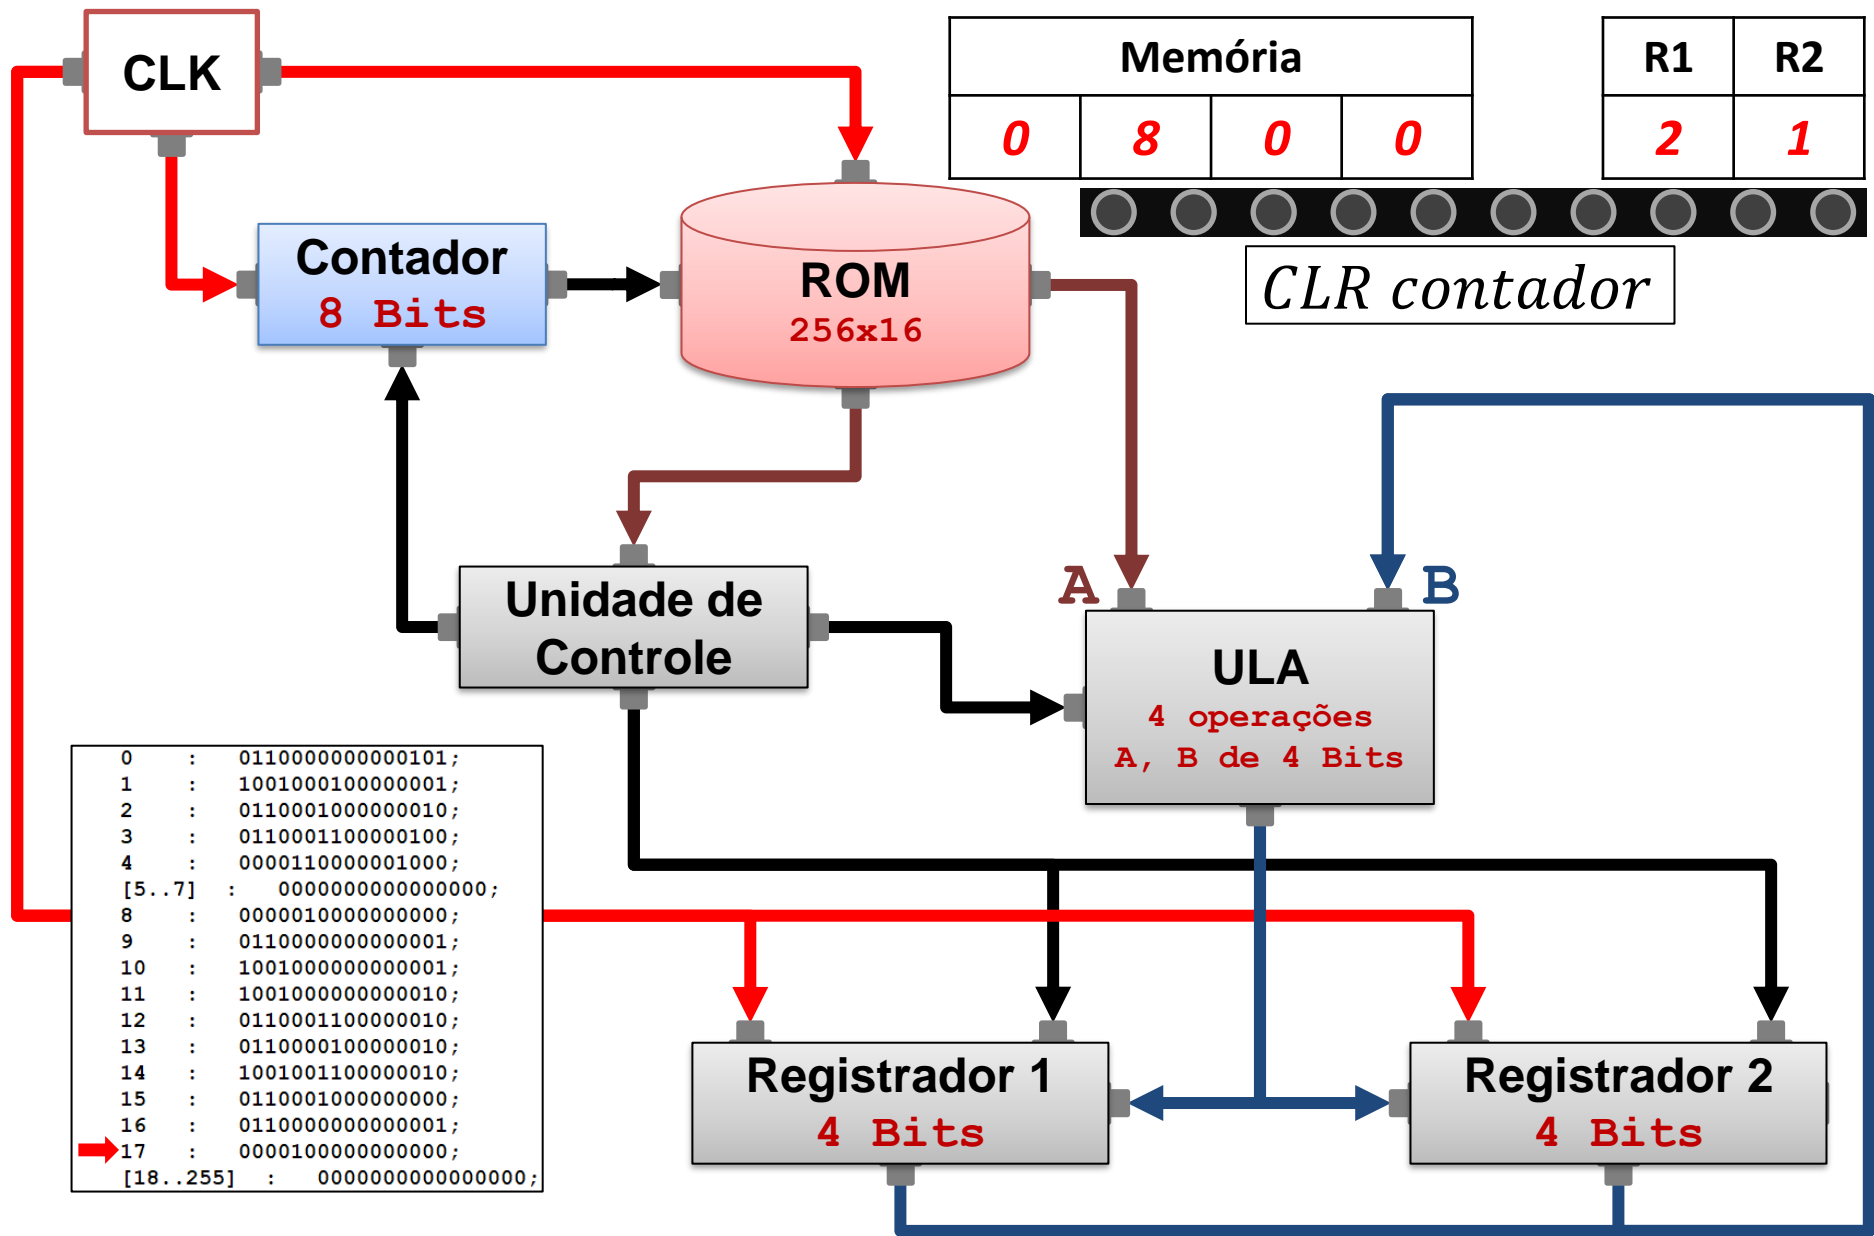 CLK
Memória
R1 R2
0 8 0 0
2 1
Contador
8 Bits
ROM
256x16
CLR contador
A
B
Unidade de
Controle
ULA
4 operações
A, B de 4 Bits
0 : 0110000000000101;
1 : 1001000100000001;
2 : 0110001000000010;
3 : 0110001100000100;
4 : 0000110000001000;
[5..7] : 0000000000000000;
8 : 0000010000000000;
9 : 0110000000000001;
10 : 1001000000000001;
11 : 1001000000000010;
12 : 0110001100000010;
13 : 0110000100000010;
14 : 1001001100000010;
15 : 0110001000000000;
16 : 0110000000000001;
17 : 0000100000000000;
[18..255] : 0000000000000000;
Registrador 1
4 Bits
Registrador 2
4 Bits